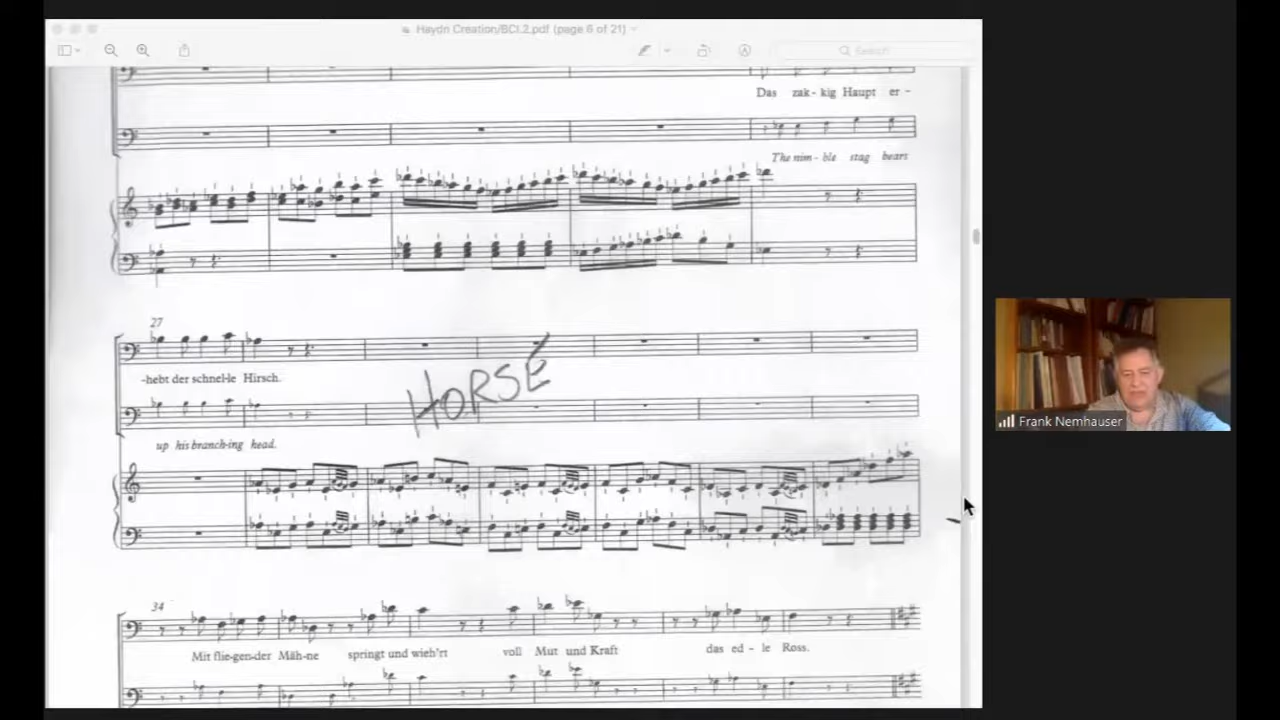 Haydn Creation/BCI.2.pdf (page 6 of 21)
Search
Das zak - kig Haupt er -
The nim - ble stag bears
27
-hebt der schnel-le Hirsch.
HORSE
up his branch-ing head.
Frank Nemhauser
34
Mit flie-gen-der Mäh-ne springt und wieh'rt voll Mut und Kraft das ed - le Ross.